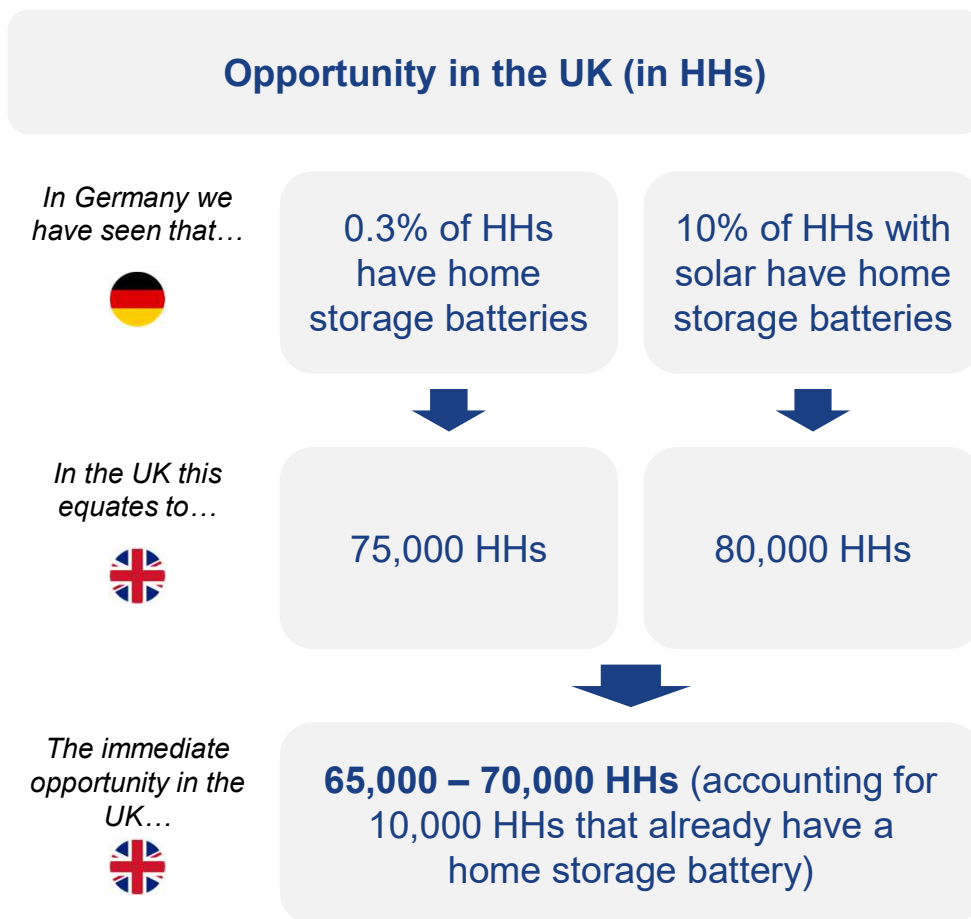 Opportunity in the UK (in HHs)
In Germany we
have seen that…
0.3% of HHs
have home
storage batteries
10% of HHs with
solar have home
storage batteries
In the UK this
equates to…
75,000 HHs
80,000 HHs
The immediate
opportunity in the
UK…
65,000 – 70,000 HHs (accounting for
10,000 HHs that already have a
home storage battery)